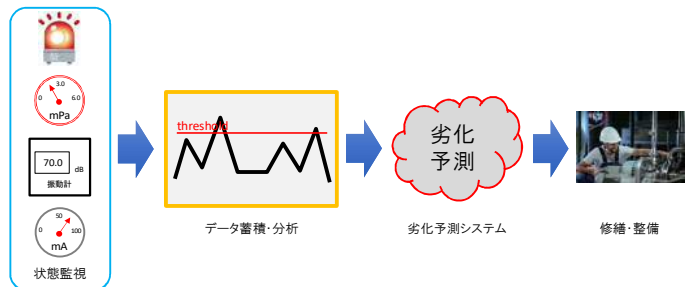 0
3.0
6.0
mPa
70.0
dB
振動計
0
50
100
mA
状態監視
threshold
データ蓄積・分析
劣化
予測
劣化予測システム
修繕・整備